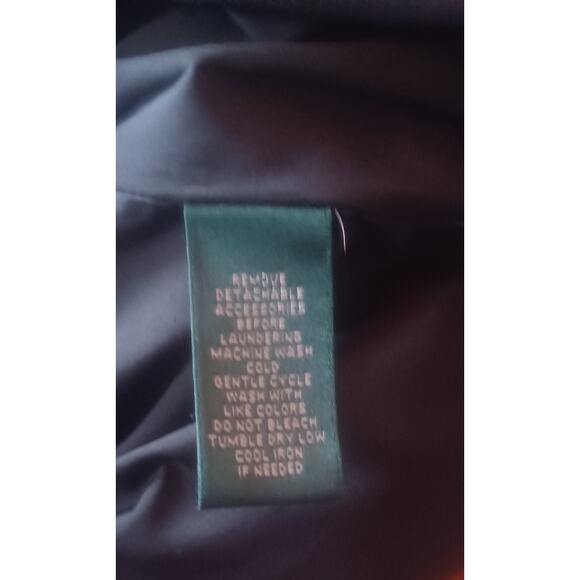 REMOVE
DETACHABLE
ACCESSORIES
BEFORE
LAUNDERING
MACHINE WASH
COLD
GENTLE CYCLE
WASH WITH
LIKE COLORS
DO NOT BLEACH
TUMBLE DRY LOW
COOL IRON
IF NEEDED